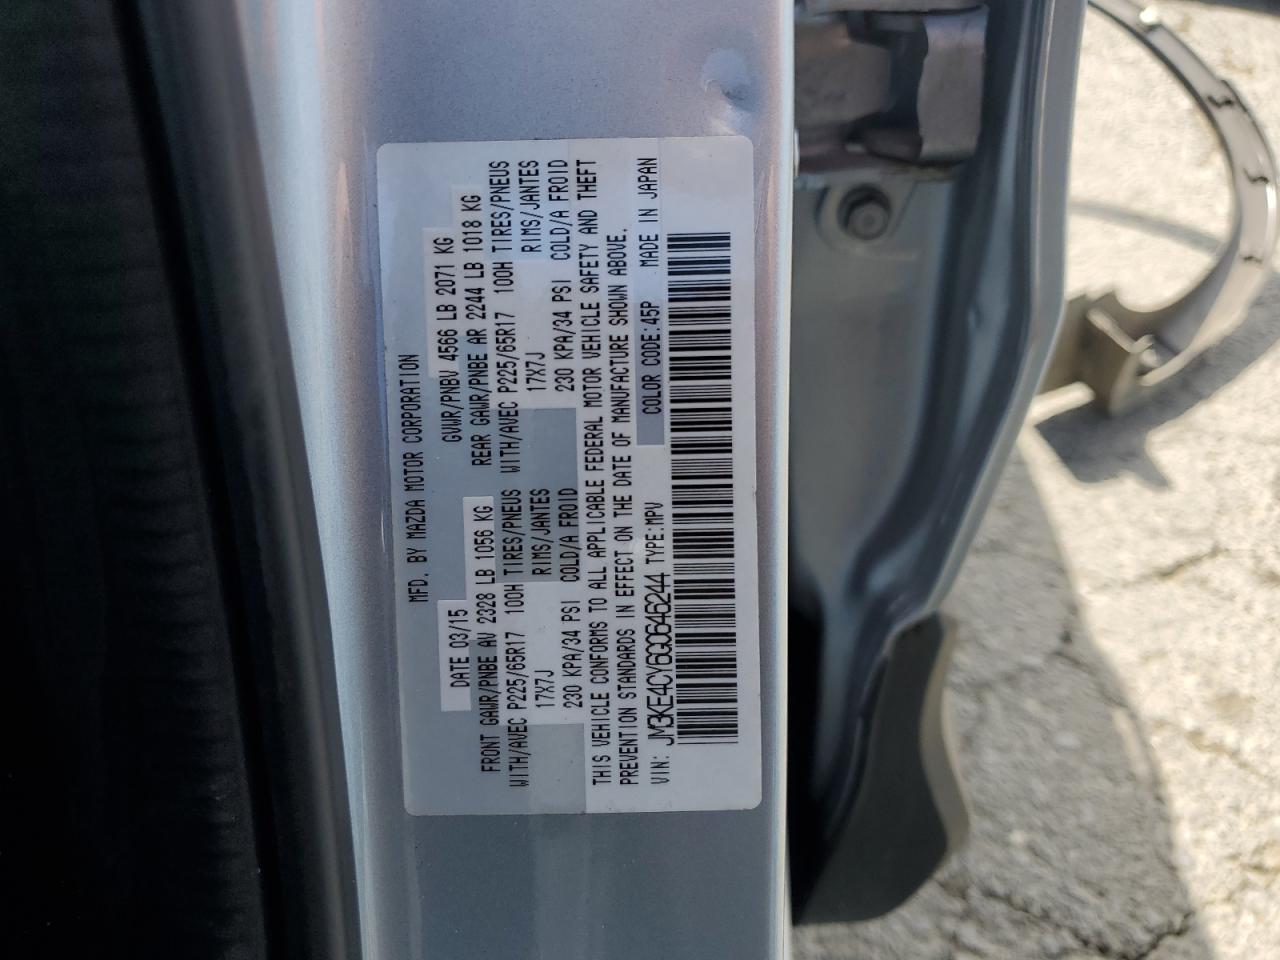 MFD. BY MAZDA MOTOR CORPORATION
DATE 03/15 GVWR/PNBV 4566 LB 2071 KG
FRONT GAWR/PNBE AV 2328 LB 1056 KG REAR GAWR/PNBE AR 2244 LB 1018 KG
WITH/AVEC P225/65R17 100H TIRES/PNEUS WITH/AVEC P225/65R17 100H TIRES/PNEUS
17X7J RIMS/JANTES 17X7J RIMS/JANTES
230 KPA/34 PSI COLD/A FROID 230 KPA/34 PSI COLD/A FROID
THIS VEHICLE CONFORMS TO ALL APPLICABLE FEDERAL MOTOR VEHICLE SAFETY AND THEFT
PREVENTION STANDARDS IN EFFECT ON THE DATE OF MANUFACTURE SHOWN ABOVE.
VIN: JM3KE4CY6G0646244 TYPE:MPV COLOR CODE:45P MADE IN JAPAN